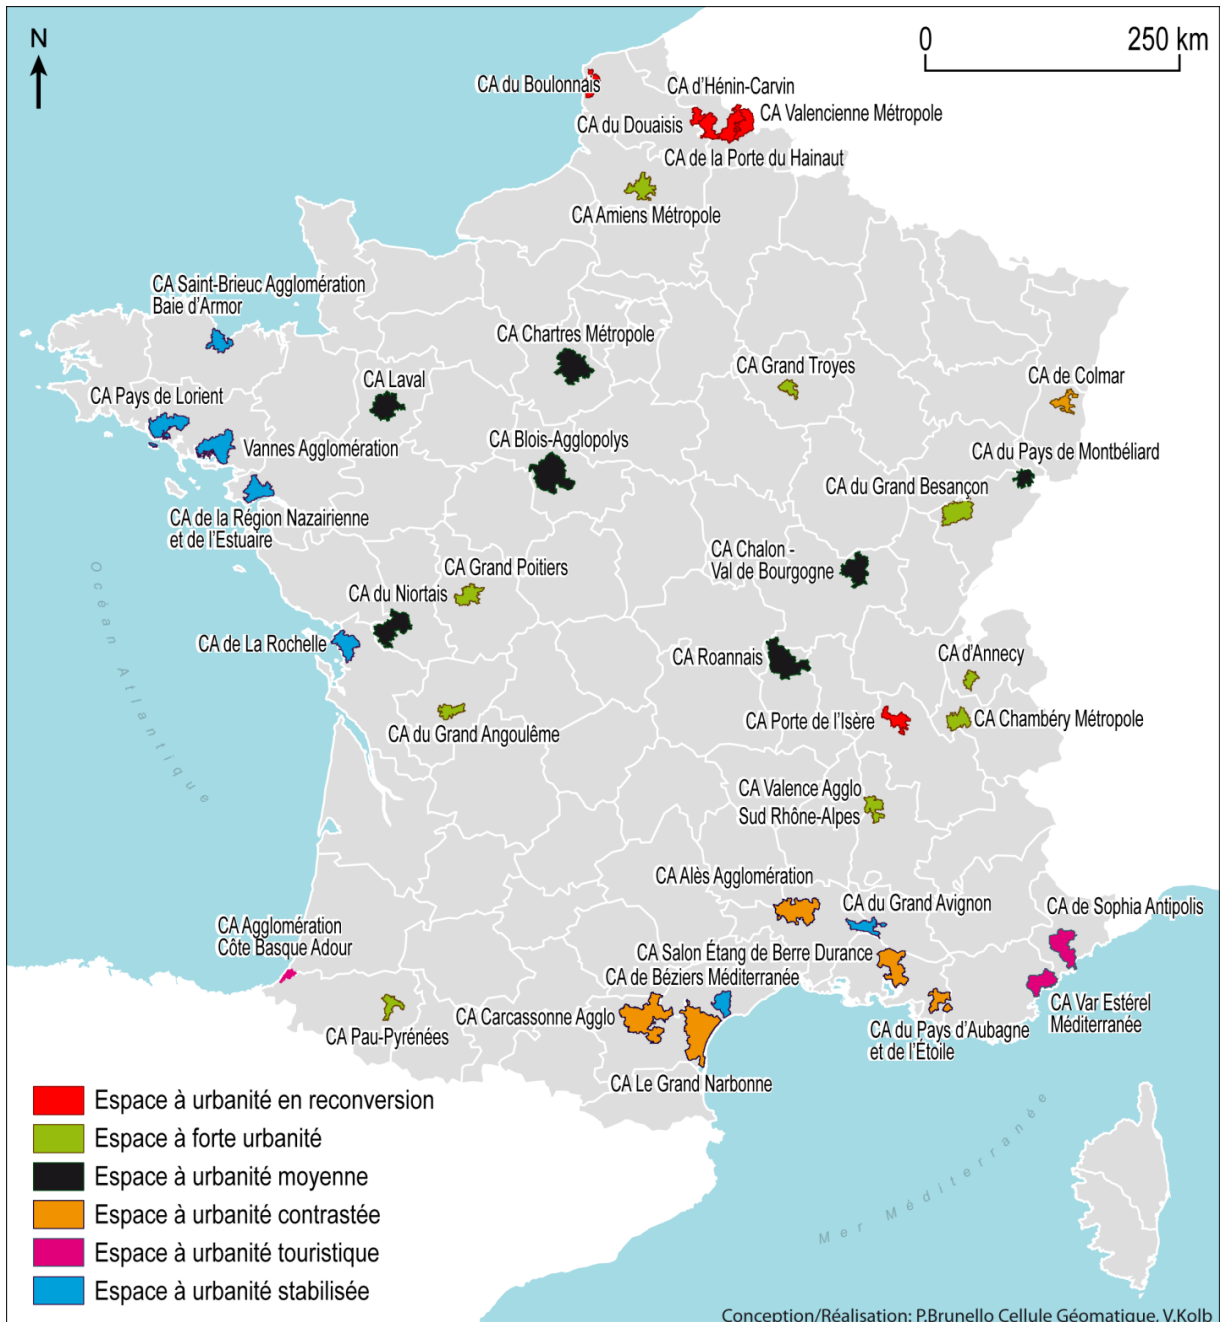 N
0 250 km
CA du Boulonnais
CA d'Hénin-Carvin
CA Valencienne Métropole
CA du Douaisis
CA de la Porte du Hainaut
CA Amiens Métropole
CA Saint-Brieuc Agglomération
Baie d'Armor
CA Chartres Métropole
CA Grand Troyes
CA de Colmar
CA Laval
CA Pays de Lorient
CA Blois-Agglopolys
Vannes Agglomération
CA du Pays de Montbéliard
CA du Grand Besançon
CA de la Région Nazairienne
et de l'Estuaire
CA Chalon -
Val de Bourgogne
Océan Atlantique
CA Grand Poitiers
CA du Niortais
CA de La Rochelle
CA Roannais
CA d'Annecy
CA Porte de l'Isère
CA Chambéry Métropole
CA du Grand Angoulême
CA Valence Agglo
Sud Rhône-Alpes
CA Alès Agglomération
CA du Grand Avignon
CA de Sophia Antipolis
CA Agglomération
Côte Basque Adour
CA Salon Étang de Berre Durance
CA de Béziers Méditerranée
CA Var Estérel
Méditerranée
CA Carcassonne Agglo
CA Pau-Pyrénées
CA du Pays d'Aubagne
et de l'Étoile
CA Le Grand Narbonne
Mer Méditerranée
Espace à urbanité en reconversion
Espace à forte urbanité
Espace à urbanité moyenne
Espace à urbanité contrastée
Espace à urbanité touristique
Espace à urbanité stabilisée
Conception/Réalisation: P.Brunello Cellule Géomatique, V.Kolb